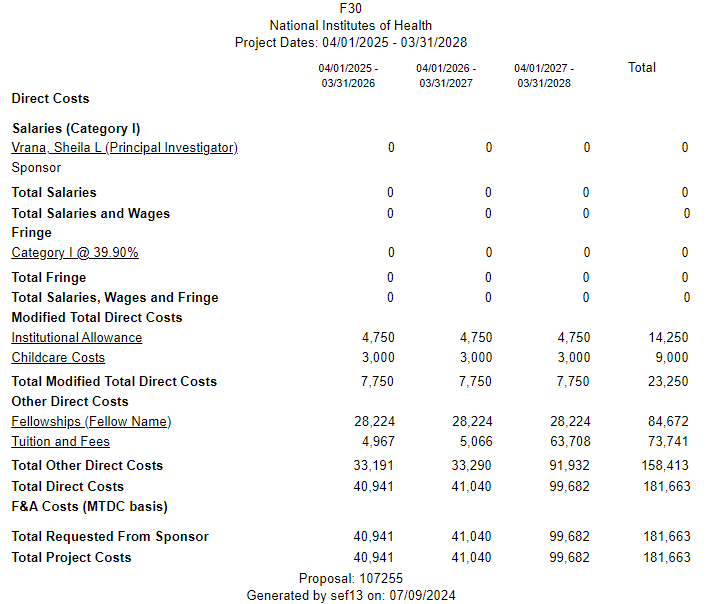 F30
National Institutes of Health
Project Dates: 04/01/2025 - 03/31/2028
04/01/2025 - 04/01/2026 - 04/01/2027 - Total
03/31/2026 03/31/2027 03/31/2028
Direct Costs
Salaries (Category I)
Vrana, Sheila L (Principal Investigator) 0 0 0 0
Sponsor
Total Salaries 0 0 0 0
Total Salaries and Wages 0 0 0 0
Fringe
Category I @ 39.90% 0 0 0 0
Total Fringe 0 0 0 0
Total Salaries, Wages and Fringe 0 0 0 0
Modified Total Direct Costs
Institutional Allowance 4,750 4,750 4,750 14,250
Childcare Costs 3,000 3,000 3,000 9,000
Total Modified Total Direct Costs 7,750 7,750 7,750 23,250
Other Direct Costs
Fellowships (Fellow Name) 28,224 28,224 28,224 84,672
Tuition and Fees 4,967 5,066 63,708 73,741
Total Other Direct Costs 33,191 33,290 91,932 158,413
Total Direct Costs 40,941 41,040 99,682 181,663
F&A Costs (MTDC basis)
Total Requested From Sponsor 40,941 41,040 99,682 181,663
Total Project Costs 40,941 41,040 99,682 181,663
Proposal: 107255
Generated by sef13 on: 07/09/2024